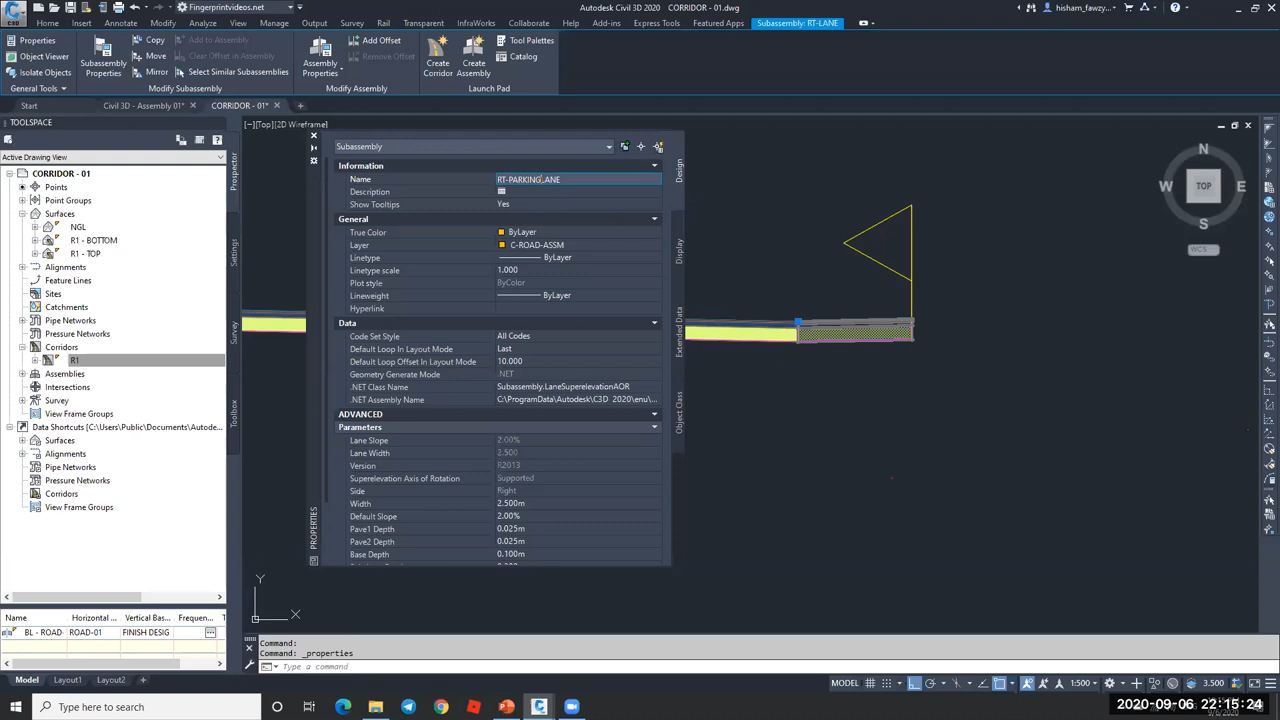 Fingerprintvideos.net
Autodesk Civil 3D 2020 CORRIDOR - 01.dwg
hisham_fawzy...
Home Insert Annotate Modify Analyze View Manage Output Survey Rail Transparent InfraWorks Collaborate Help Add-ins Express Tools Featured Apps Subassembly: RT-LANE
Properties
Object Viewer
Isolate Objects
General Tools
Subassembly Properties
Copy
Move
Mirror
Add to Assembly
Clear Offset in Assembly
Select Similar Subassemblies
Modify Subassembly
Assembly Properties
Add Offset
Remove Offset
Modify Assembly
Create Corridor
Create Assembly
Tool Palettes
Catalog
Launch Pad
Start Civil 3D - Assembly 01* CORRIDOR - 01*
TOOLSPACE
Active Drawing View
CORRIDOR - 01
Points
Point Groups
Surfaces
NGL
R1 - BOTTOM
R1 - TOP
Alignments
Feature Lines
Sites
Catchments
Pipe Networks
Pressure Networks
Corridors
R1
Assemblies
Intersections
Survey
View Frame Groups
Data Shortcuts [C:\Users\Public\Documents\Autode...
Surfaces
Alignments
Pipe Networks
Pressure Networks
Corridors
View Frame Groups
Prospector
Settings
Survey
Toolbox
Name Horizontal ... Vertical Bas... Frequen...
BL - ROAD- ROAD-01 FINISH DESIG
[−][Top][2D Wireframe]
Subassembly
Information
Name RT-PARKINGLANE
Description
Show Tooltips Yes
General
True Color ByLayer
Layer C-ROAD-ASSM
Linetype ByLayer
Linetype scale 1.000
Plot style ByColor
Lineweight ByLayer
Hyperlink
Data
Code Set Style All Codes
Default Loop In Layout Mode Last
Default Loop Offset In Layout Mode 10.000
Geometry Generate Mode .NET
.NET Class Name Subassembly.LaneSuperelevationAOR
.NET Assembly Name C:\ProgramData\Autodesk\C3D 2020\enu\...
ADVANCED
Parameters
Lane Slope 2.00%
Lane Width 2.500
Version R2013
Superelevation Axis of Rotation Supported
Side Right
Width 2.500m
Default Slope 2.00%
Pave1 Depth 0.025m
Pave2 Depth 0.025m
Base Depth 0.100m
PROPERTIES
Design
Display
Extended Data
Object Class
N
W TOP E
S
WCS
Y
X
Command:
Command: _properties
Type a command
Model Layout1 Layout2 +
MODEL 1:500 3.500
Type here to search
2020-09-06 22:15:24